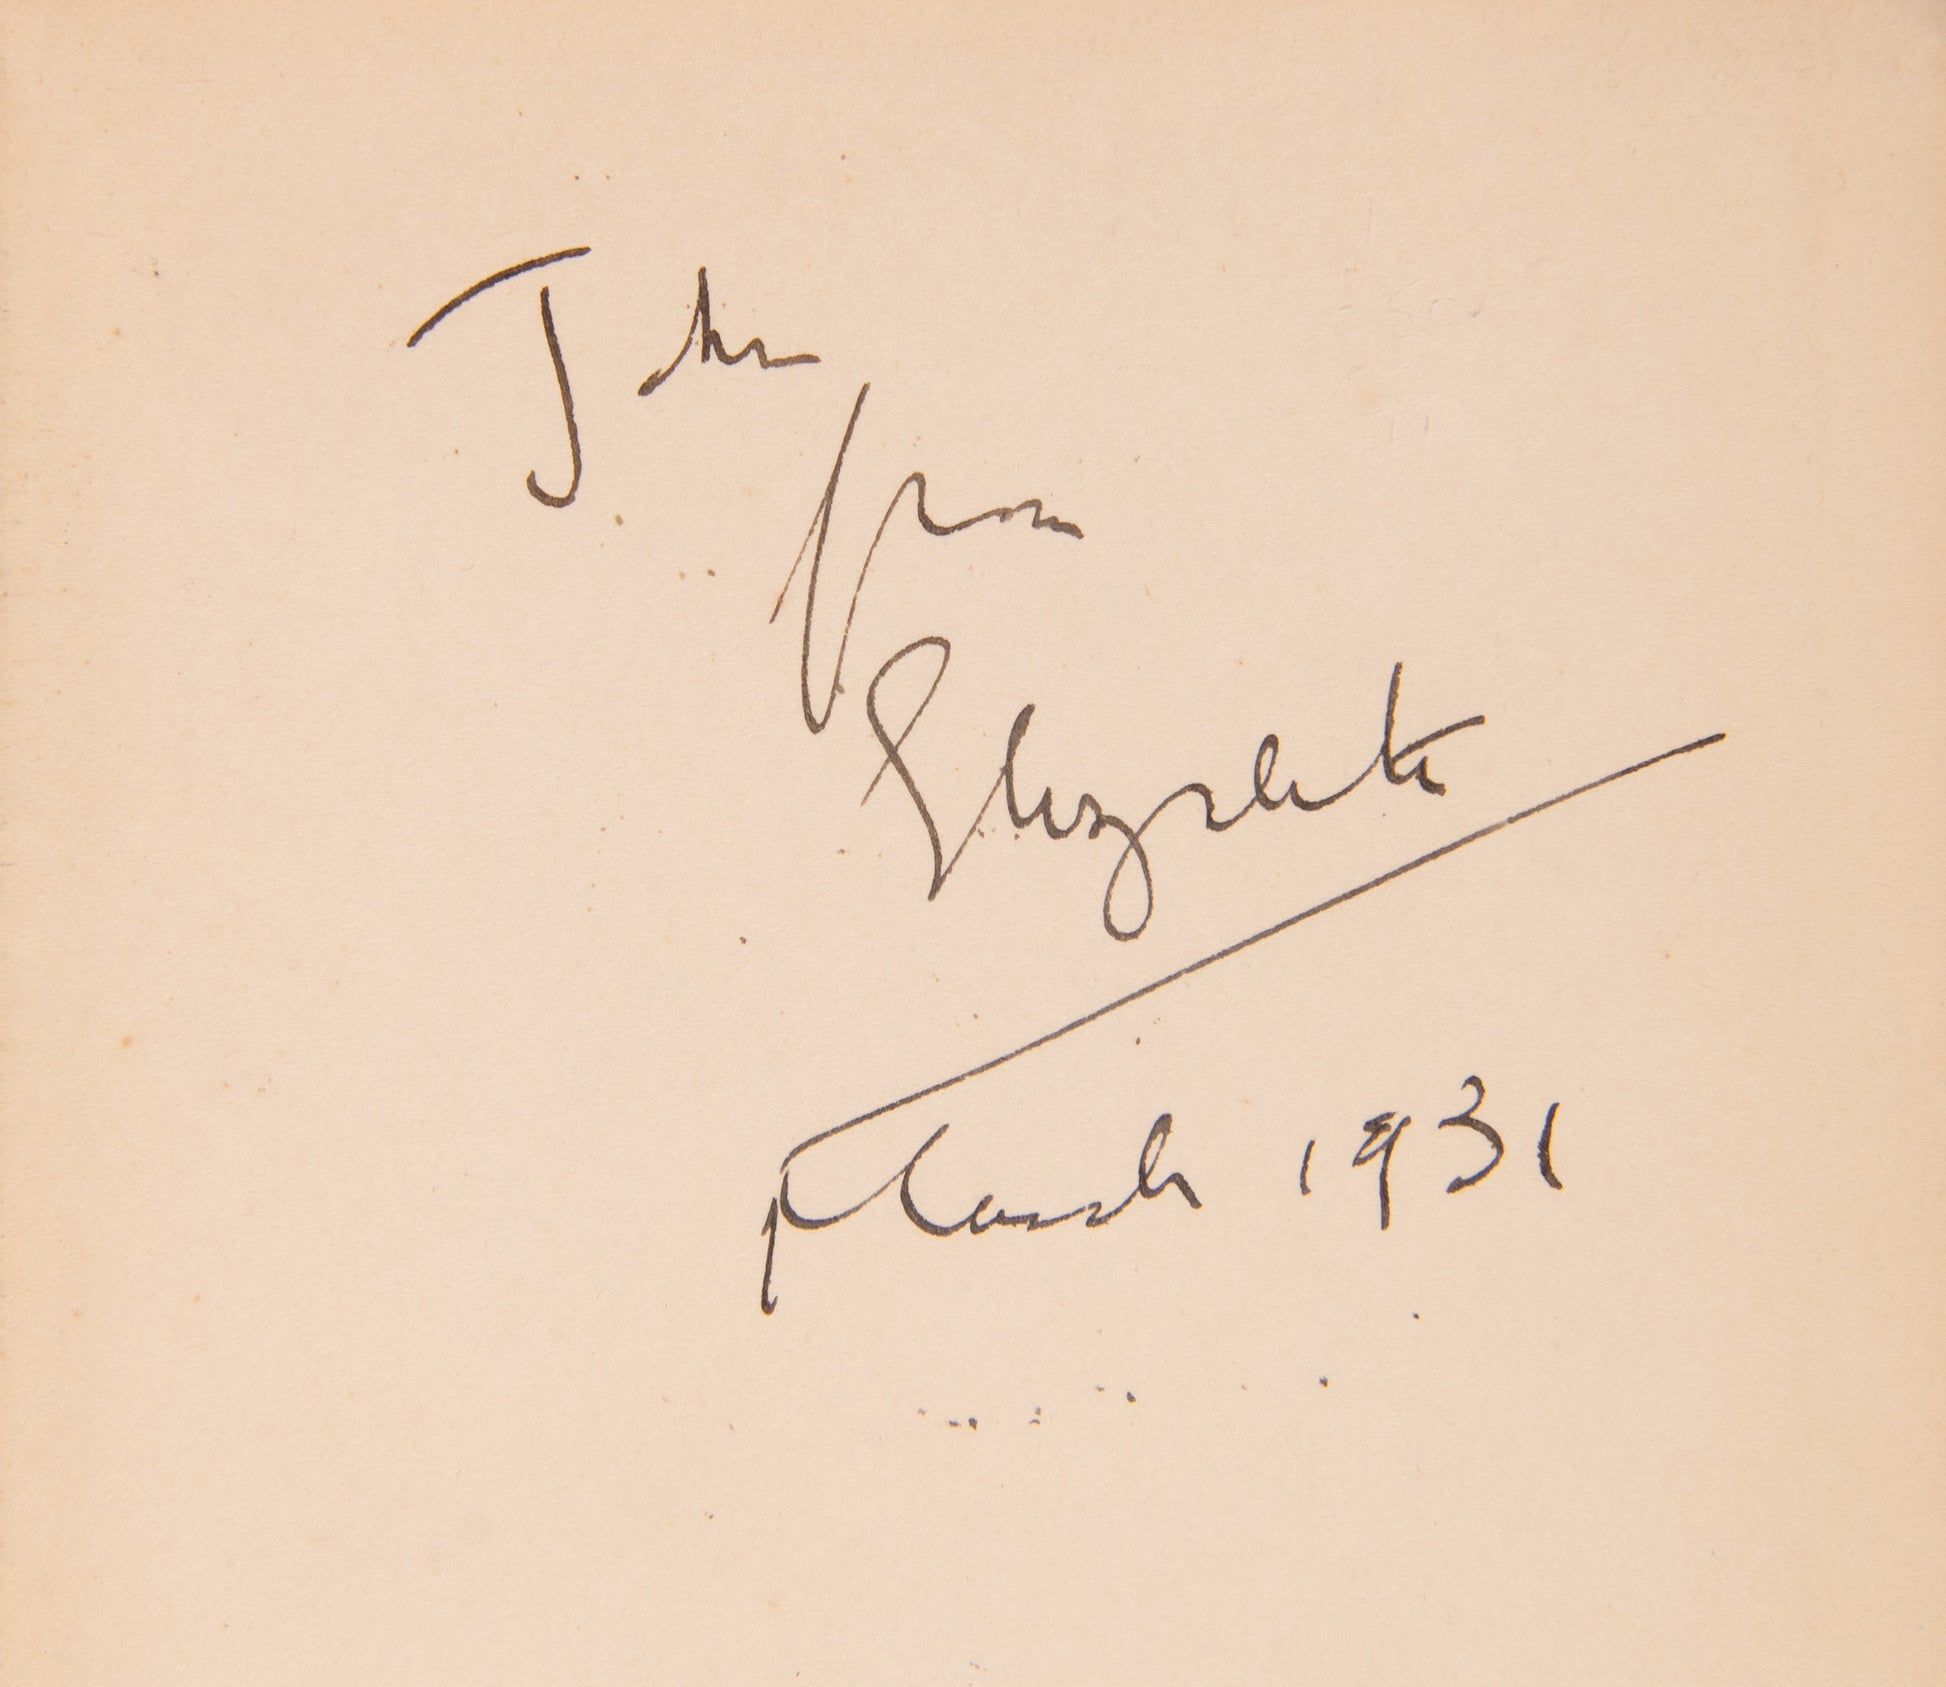 John
from
Elizabeth
March 1931